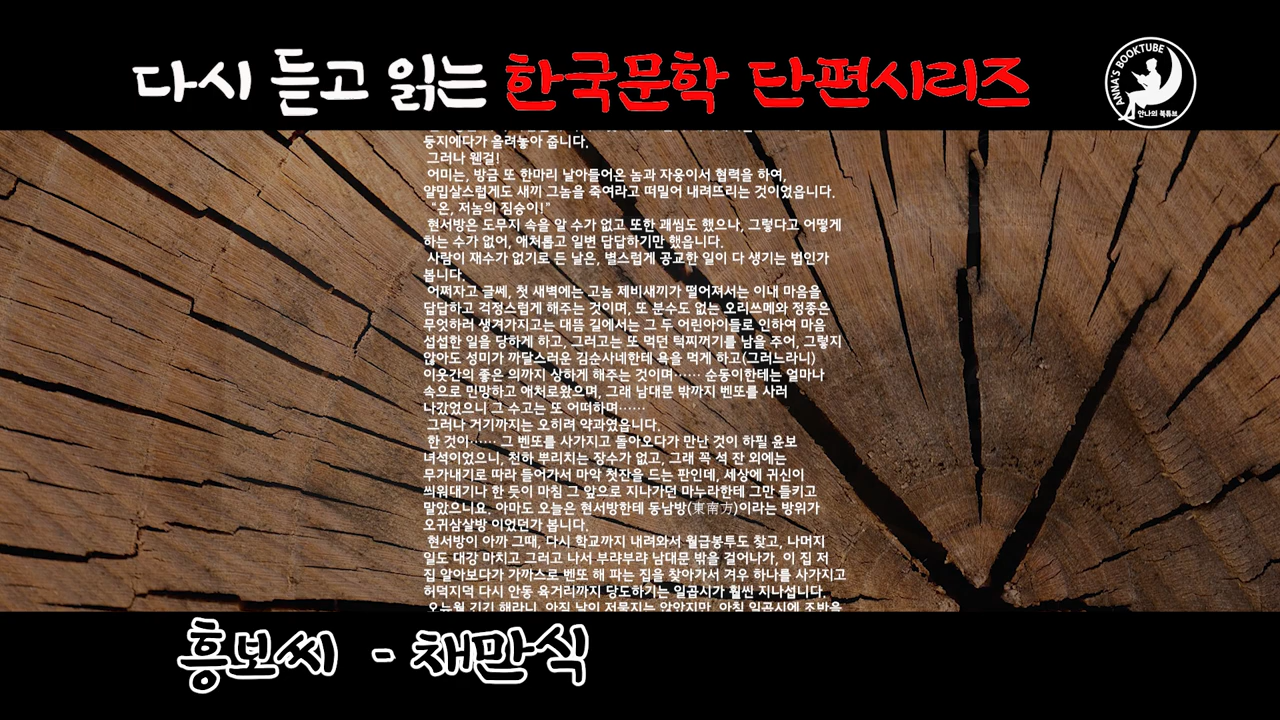 다시 듣고 읽는 한국문학 단편시리즈
ANNA'S BOOKTUBE
안나의 북튜브
둥지에다가 올려놓아 줍니다.
그러나 웬걸!
어미는, 방금 또 한마리 날아들어온 놈과 자웅이서 협력을 하여,
얄밉살스럽게도 새끼 그놈을 죽여라고 떠밀어 내려뜨리는 것이었읍니다.
“온, 저놈의 짐승이!”
현서방은 도무지 속을 알 수가 없고 또한 괘씸도 했으나, 그렇다고 어떻게
하는 수가 없어, 애처롭고 일변 답답하기만 했읍니다.
사람이 재수가 없기로 든 날은, 별스럽게 공교한 일이 다 생기는 법인가
봅니다.
어쩌자고 글쎄, 첫 새벽에는 고놈 제비새끼가 떨어져서는 이내 마음을
답답하고 걱정스럽게 해주는 것이며, 또 분수도 없는 오리쓰메와 정종은
무엇하러 생겨가지고는 대뜸 길에서는 그 두 어린아이들로 인하여 마음
섭섭한 일을 당하게 하고, 그러고는 또 먹던 턱찌꺼기를 남을 주어, 그렇지
않아도 성미가 까달스러운 김순사네한테 욕을 먹게 하고(그러느라니)
이웃간의 좋은 의까지 상하게 해주는 것이며…… 순동이한테는 얼마나
속으로 민망하고 애처로왔으며, 그래 남대문 밖까지 벤또를 사러
나갔었으니 그 수고는 또 어떠하며……
그러나 거기까지는 오히려 약과였읍니다.
한 것이…… 그 벤또를 사가지고 돌아오다가 만난 것이 하필 윤보
녀석이었으니, 천하 뿌리치는 장수가 없고, 그래 꼭 석 잔 외에는
무가내기로 따라 들어가서 마악 첫잔을 드는 판인데, 세상에 귀신이
씌워대기나 한 듯이 마침 그 앞으로 지나가던 마누라한테 그만 들키고
말았으니요. 아마도 오늘은 현서방한테 동남방(東南方)이라는 방위가
오귀삼살방 이었던가 봅니다.
현서방이 아까 그때, 다시 학교까지 내려와서 월급봉투도 찾고, 나머지
일도 대강 마치고 그러고 나서 부랴부랴 남대문 밖을 걸어나가, 이 집 저
집 알아보다가 가까스로 벤또 해 파는 집을 찾아가서 겨우 하나를 사가지고
허덕지덕 다시 안동 육거리까지 당도하기는 일곱시가 훨씬 지나섭니다.
오뉴월 기긴 해라니, 아직 날이 저물지는 않았지만, 아침 일곱시에 조반을
흥보씨 - 채만식